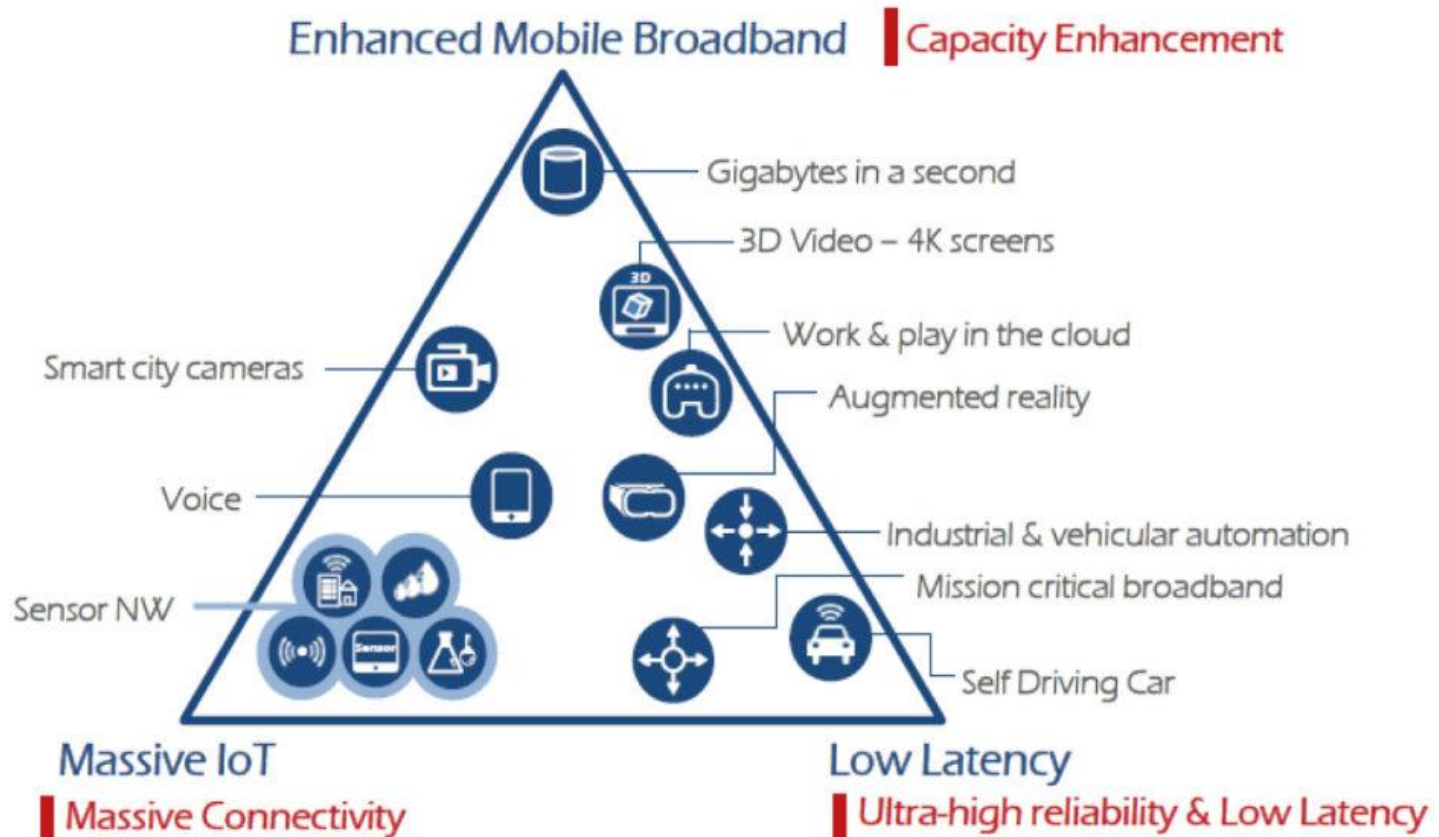 Enhanced Mobile Broadband
Capacity Enhancement
Gigabytes in a second
3D Video – 4K screens
3D
Work & play in the cloud
Smart city cameras
Augmented reality
Voice
Industrial & vehicular automation
Mission critical broadband
Sensor NW
Sensor
Self Driving Car
Massive IoT
Low Latency
Massive Connectivity
Ultra-high reliability & Low Latency